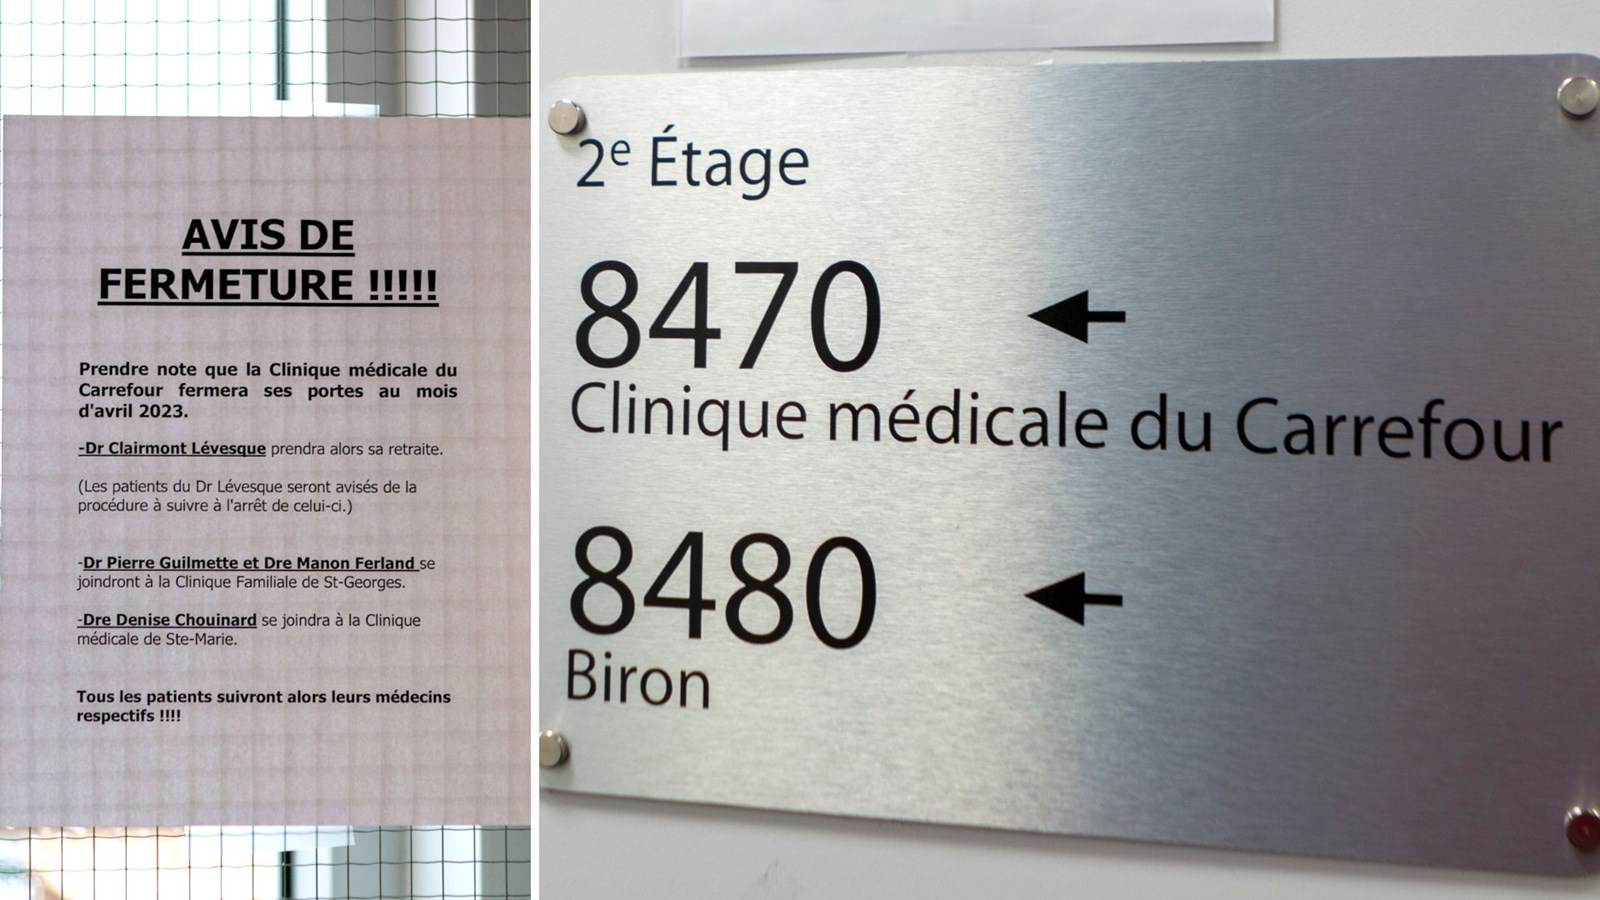 AVIS DE
FERMETURE !!!!!
Prendre note que la Clinique médicale du
Carrefour fermera ses portes au mois
d'avril 2023.
-Dr Clairmont Lévesque prendra alors sa retraite.
(Les patients du Dr Lévesque seront avisés de la
procédure à suivre à l'arrêt de celui-ci.)
-Dr Pierre Guilmette et Dre Manon Ferland se
joindront à la Clinique Familiale de St-Georges.
-Dre Denise Chouinard se joindra à la Clinique
médicale de Ste-Marie.
Tous les patients suivront alors leurs médecins
respectifs !!!!
2e Étage
8470
Clinique médicale du Carrefour
8480
Biron